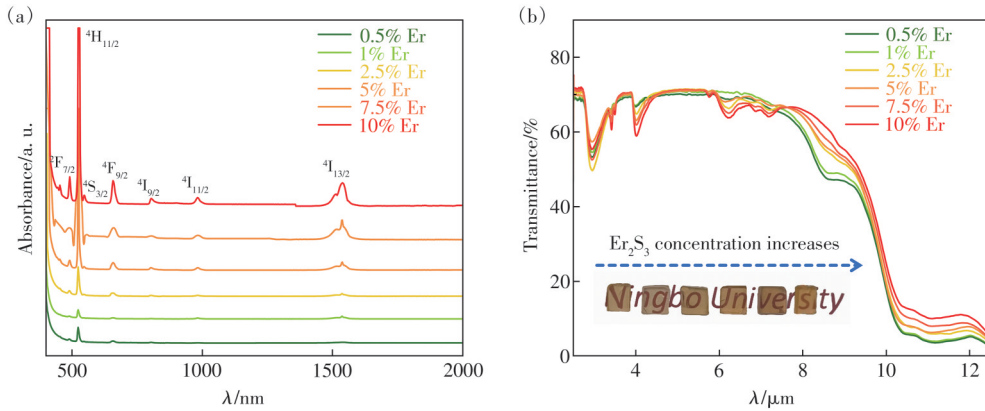 (a)
Absorbance/a. u.
⁴H₁₁/₂
²F₇/₂
⁴S₃/₂
⁴F₉/₂
⁴I₉/₂
⁴I₁₁/₂
⁴I₁₃/₂
0.5% Er
1% Er
2.5% Er
5% Er
7.5% Er
10% Er
500 1000 1500 2000
λ/nm
(b)
Transmittance/%
80
60
40
20
0
0.5% Er
1% Er
2.5% Er
5% Er
7.5% Er
10% Er
Er₂S₃ concentration increases
Ningbo University
4 6 8 10 12
λ/μm